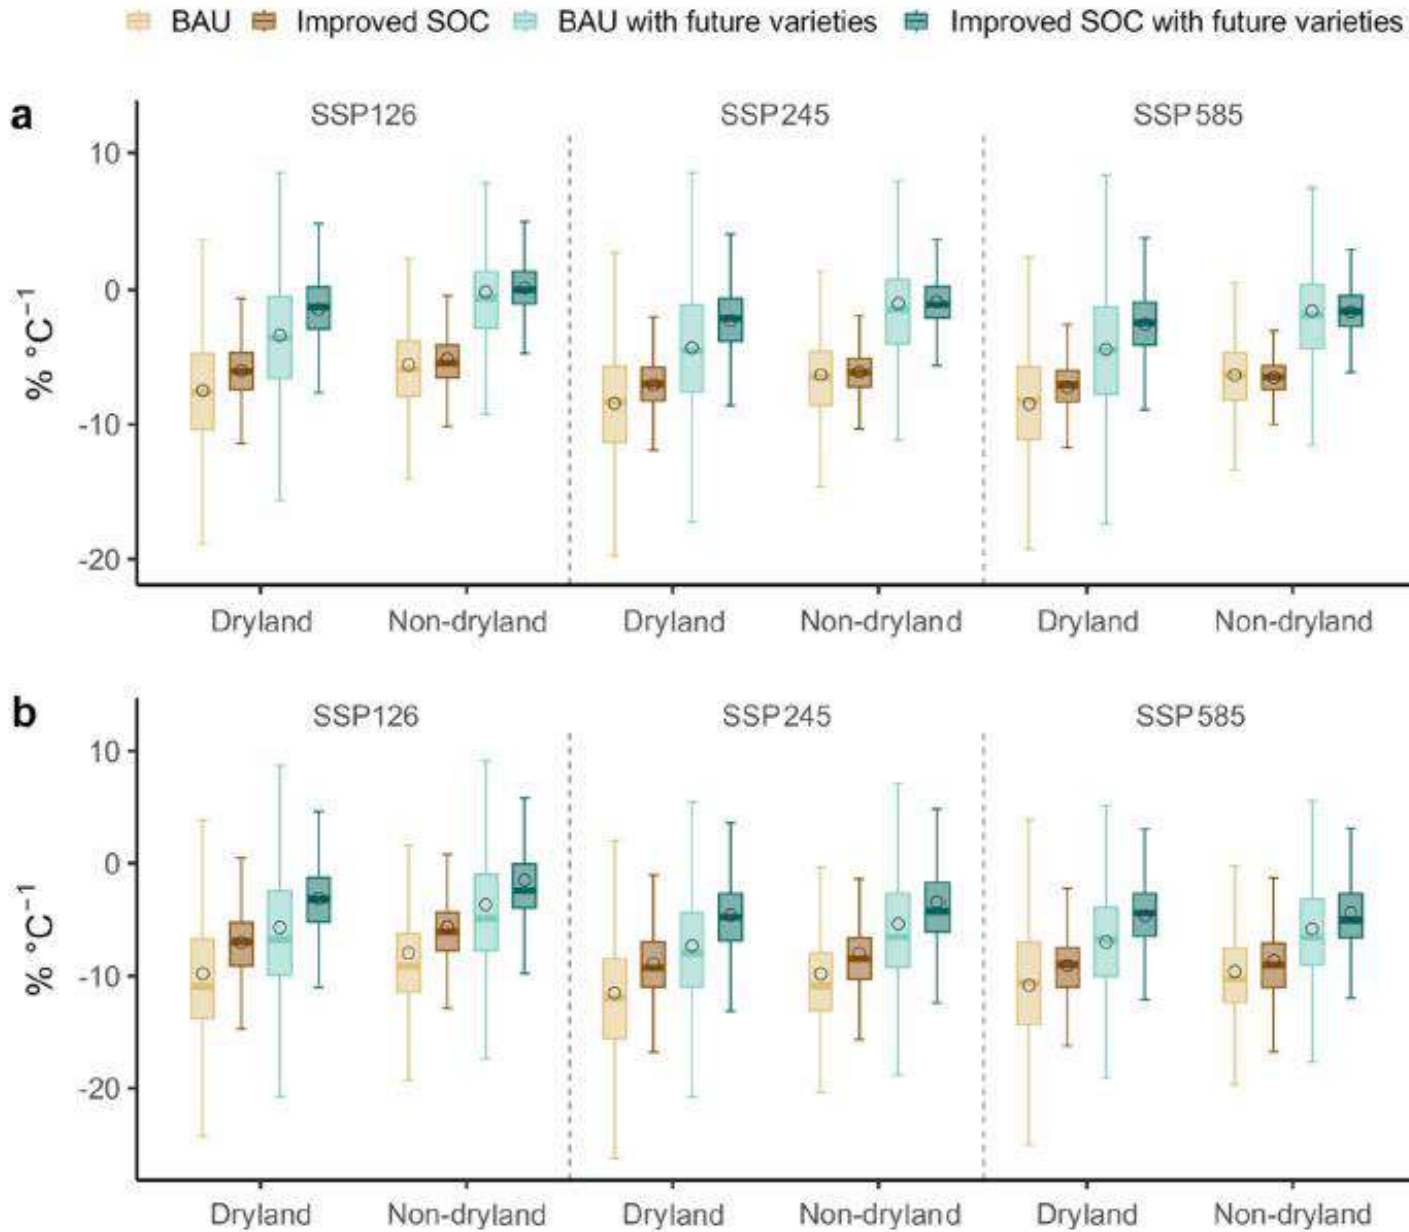 BAU Improved SOC BAU with future varieties Improved SOC with future varieties
a
SSP126 SSP245 SSP585
10
0
-10
-20
% °C⁻¹
Dryland Non-dryland Dryland Non-dryland Dryland Non-dryland
b
SSP126 SSP245 SSP585
10
0
-10
-20
% °C⁻¹
Dryland Non-dryland Dryland Non-dryland Dryland Non-dryland